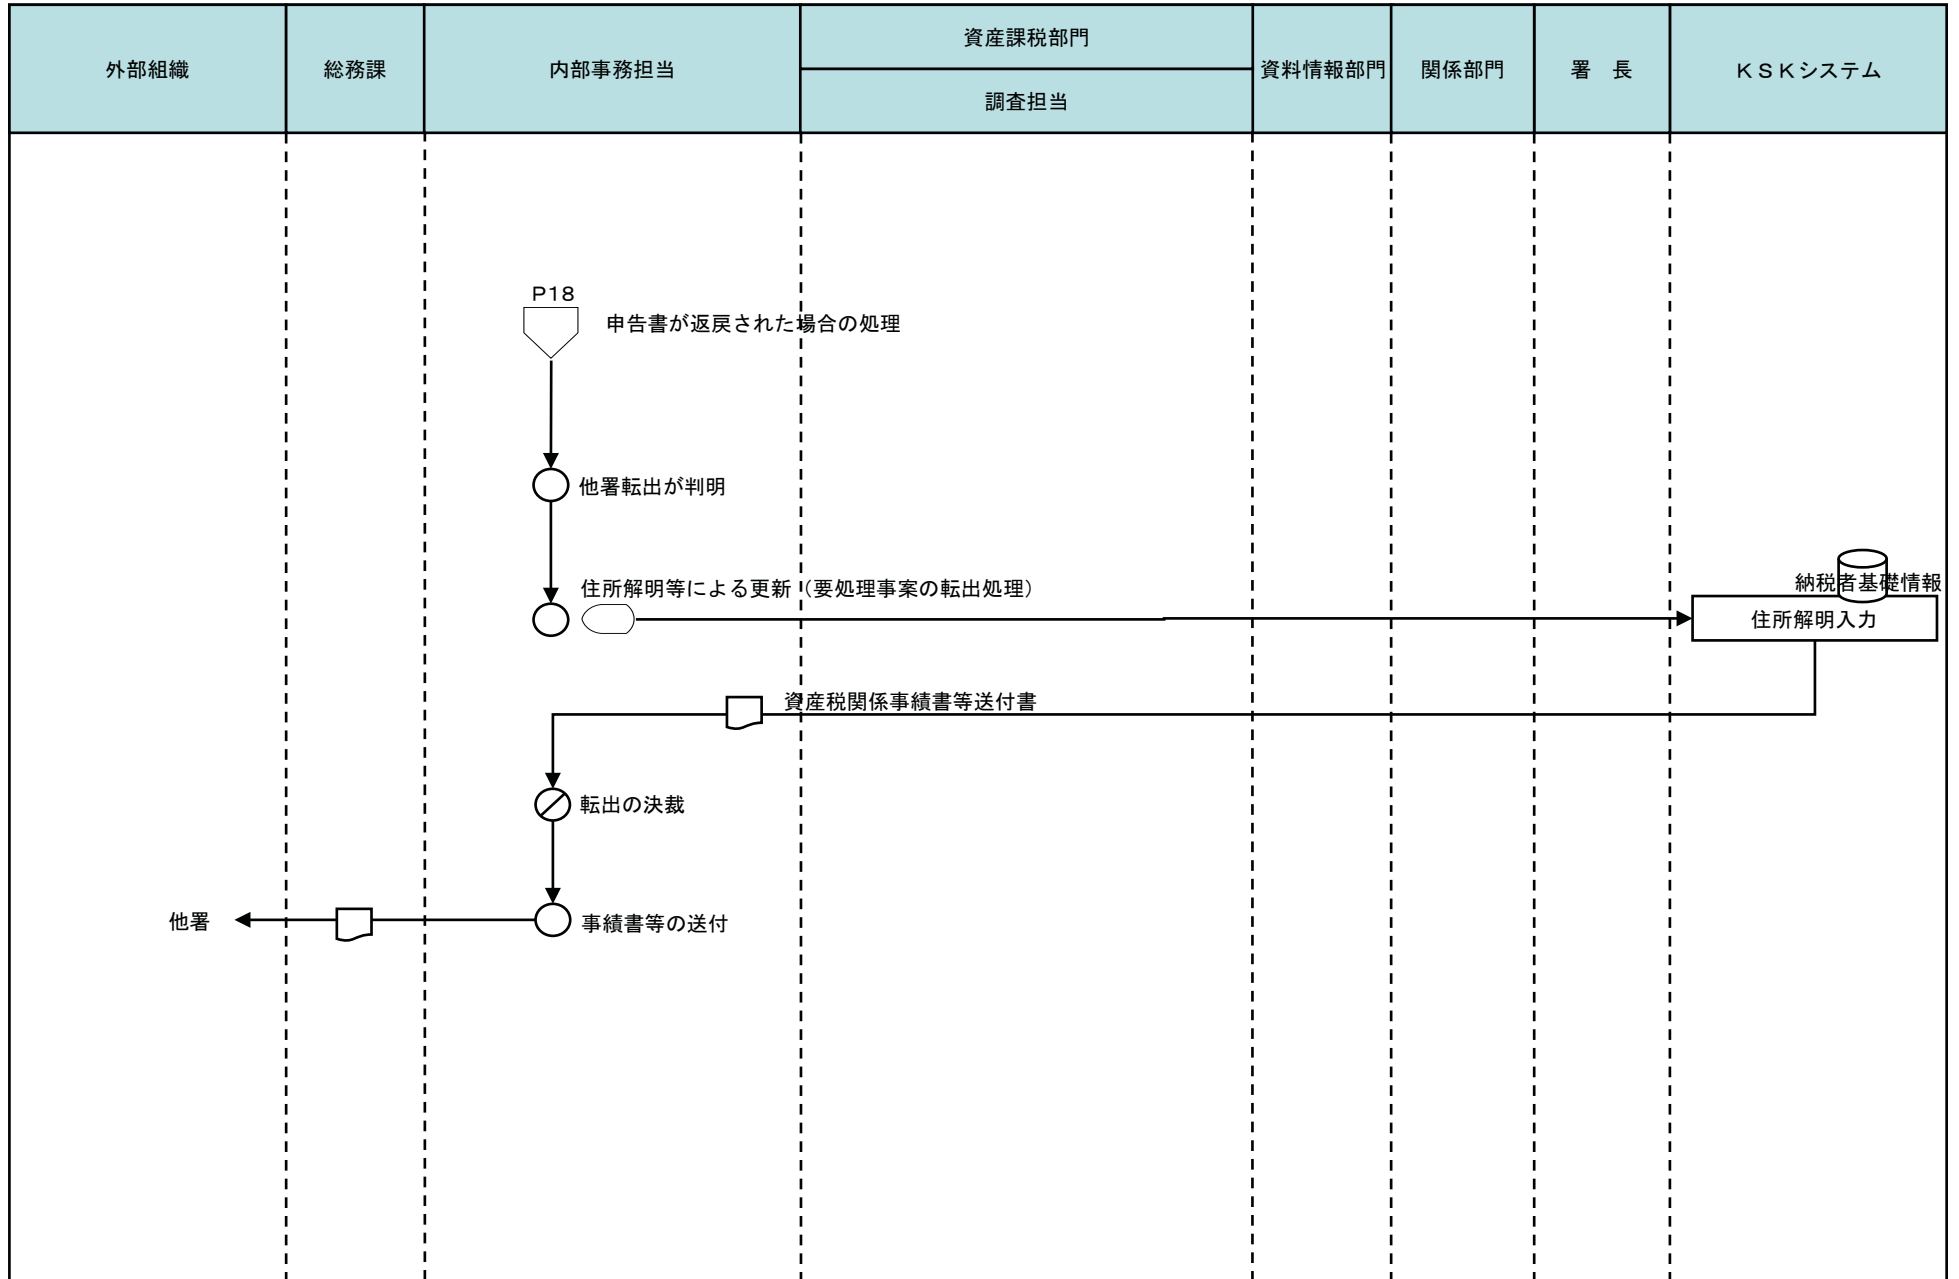 外部組織
総務課
内部事務担当
資産課税部門
調査担当
資料情報部門
関係部門
署　長
ＫＳＫシステム
P18
申告書が返戻された場合の処理
他署転出が判明
住所解明等による更新（要処理事案の転出処理）
納税者基礎情報
住所解明入力
資産税関係事績書等送付書
転出の決裁
他署
事績書等の送付